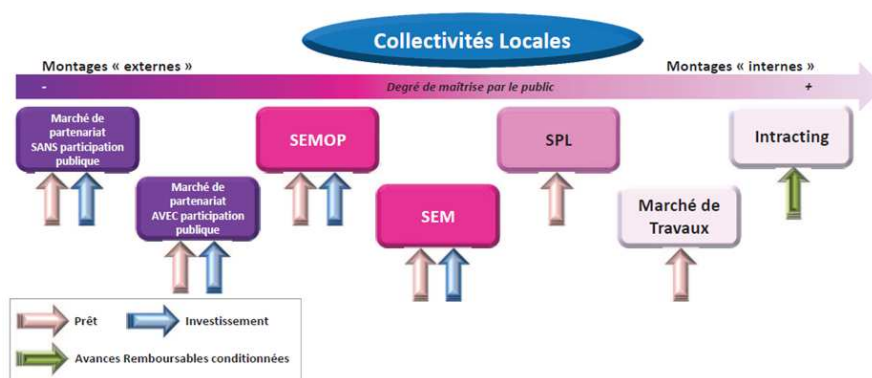 Collectivités Locales
Montages « externes »
Montages « internes »
-
Degré de maîtrise par le public
+
Marché de
partenariat
SANS participation
publique
SEMOP
SPL
Intracting
Marché de
partenariat
AVEC participation
publique
SEM
Marché de
Travaux
Prêt
Investissement
Avances Remboursables conditionnées